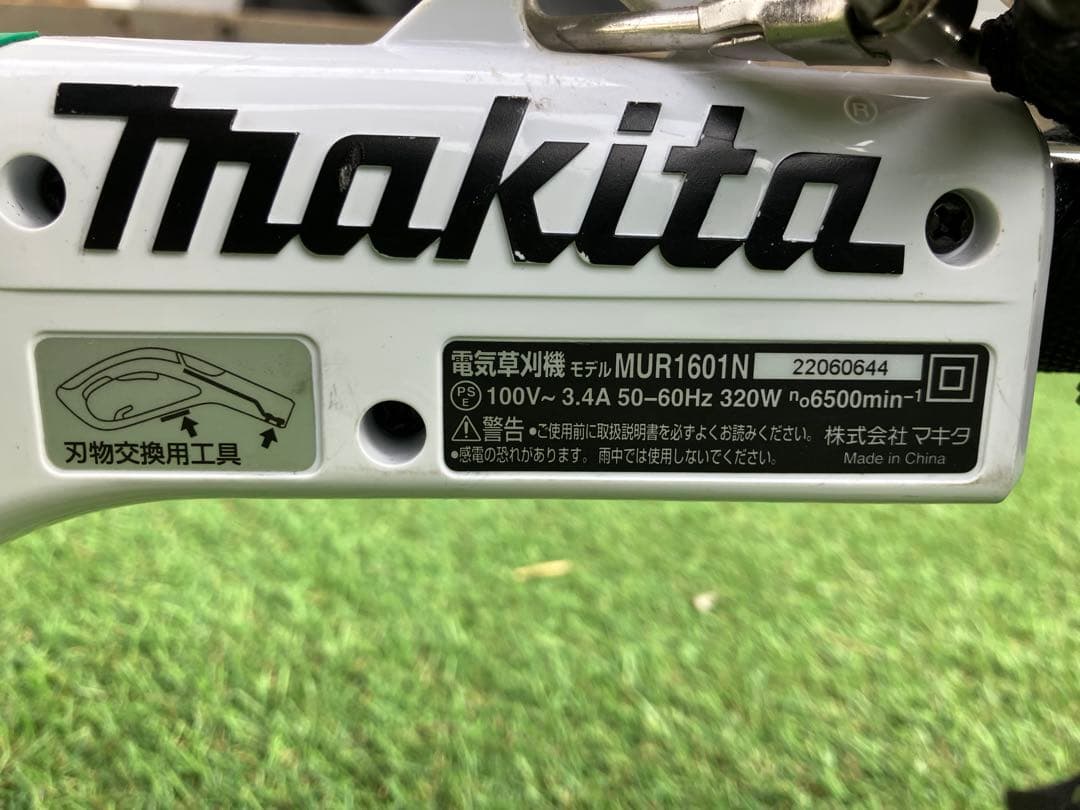 makita ®
刃物交換用工具
電気草刈機 モデル MUR1601N 22060644
PS E 100V~ 3.4A 50–60Hz 320W n₀6500min⁻¹
警告 •ご使用前に取扱説明書を必ずよくお読みください。 株式会社 マキタ
•感電の恐れがあります。雨中では使用しないでください。 Made in China